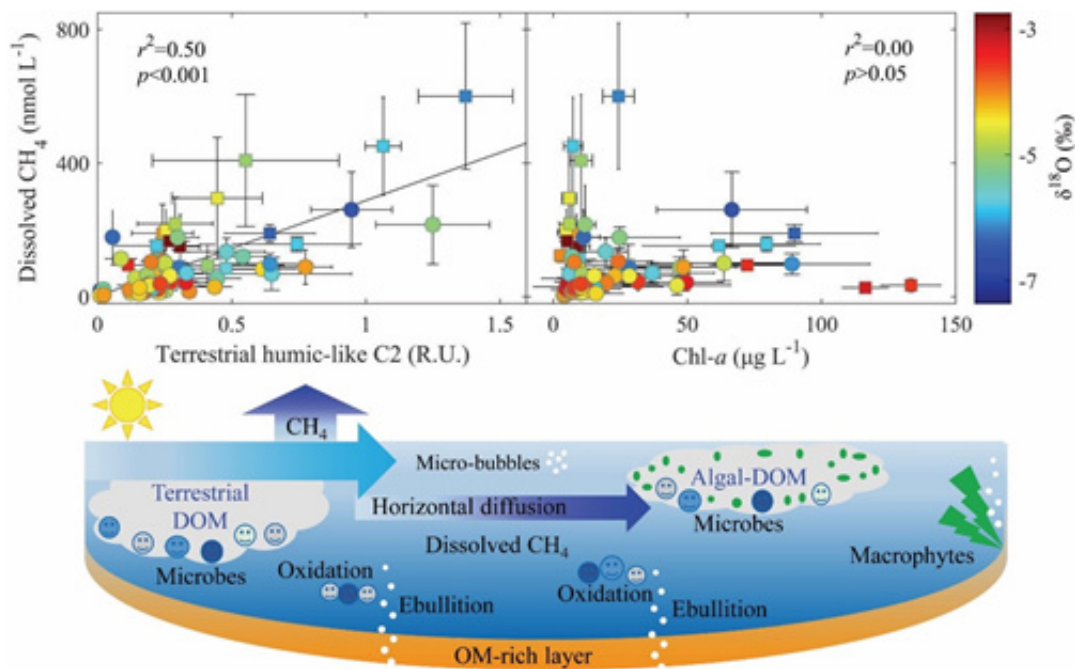 800
400
0
Dissolved CH₄ (nmol L⁻¹)
r²=0.50
p<0.001
0
0.5
1
1.5
Terrestrial humic-like C2 (R.U.)
r²=0.00
p>0.05
0
50
100
150
Chl-a (μg L⁻¹)
-3
-5
-7
δ¹⁸O (‰)
CH₄
Micro-bubbles
Algal-DOM
Terrestrial
DOM
Horizontal diffusion
Microbes
Dissolved CH₄
Macrophytes
Microbes
Oxidation
Oxidation
Ebullition
Ebullition
OM-rich layer